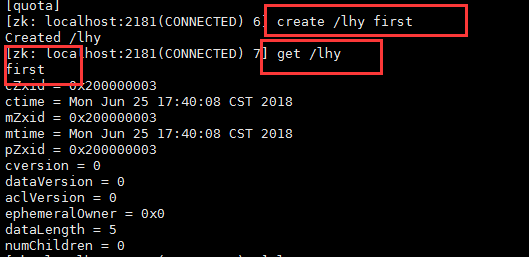 [quota]
[zk: localhost:2181(CONNECTED) 6] create /lhy first
Created /lhy
[zk: localhost:2181(CONNECTED) 7] get /lhy
first
cZxid = 0x200000003
ctime = Mon Jun 25 17:40:08 CST 2018
mZxid = 0x200000003
mtime = Mon Jun 25 17:40:08 CST 2018
pZxid = 0x200000003
cversion = 0
dataVersion = 0
aclVersion = 0
ephemeralOwner = 0x0
dataLength = 5
numChildren = 0